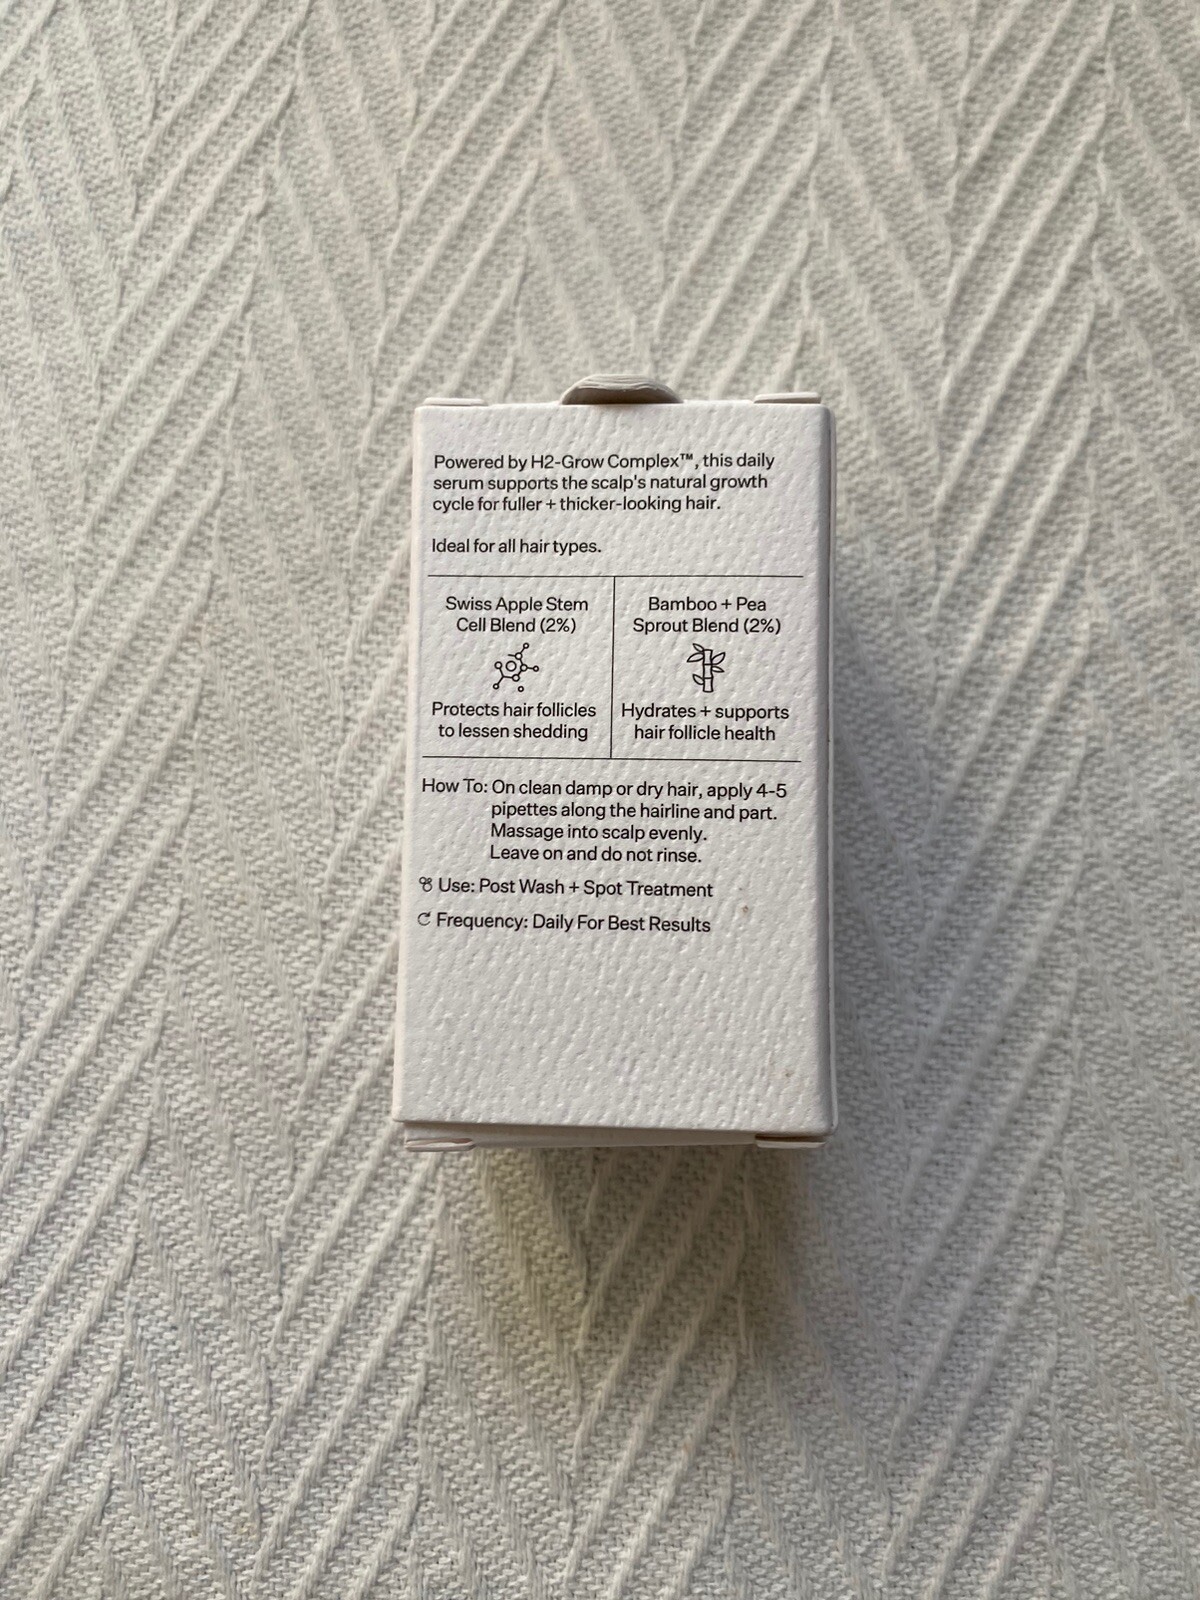 Powered by H2-Grow Complex™, this daily
serum supports the scalp's natural growth
cycle for fuller + thicker-looking hair.
Ideal for all hair types.
Swiss Apple Stem
Cell Blend (2%)
Protects hair follicles
to lessen shedding
Bamboo + Pea
Sprout Blend (2%)
Hydrates + supports
hair follicle health
How To: On clean damp or dry hair, apply 4-5
pipettes along the hairline and part.
Massage into scalp evenly.
Leave on and do not rinse.
Use: Post Wash + Spot Treatment
Frequency: Daily For Best Results